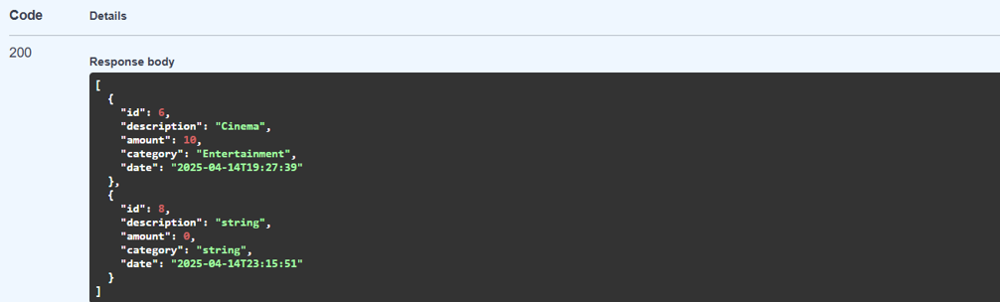 Code Details
200
Response body
[
  {
    "id": 6,
    "description": "Cinema",
    "amount": 10,
    "category": "Entertainment",
    "date": "2025-04-14T19:27:39"
  },
  {
    "id": 8,
    "description": "string",
    "amount": 0,
    "category": "string",
    "date": "2025-04-14T23:15:51"
  }
]